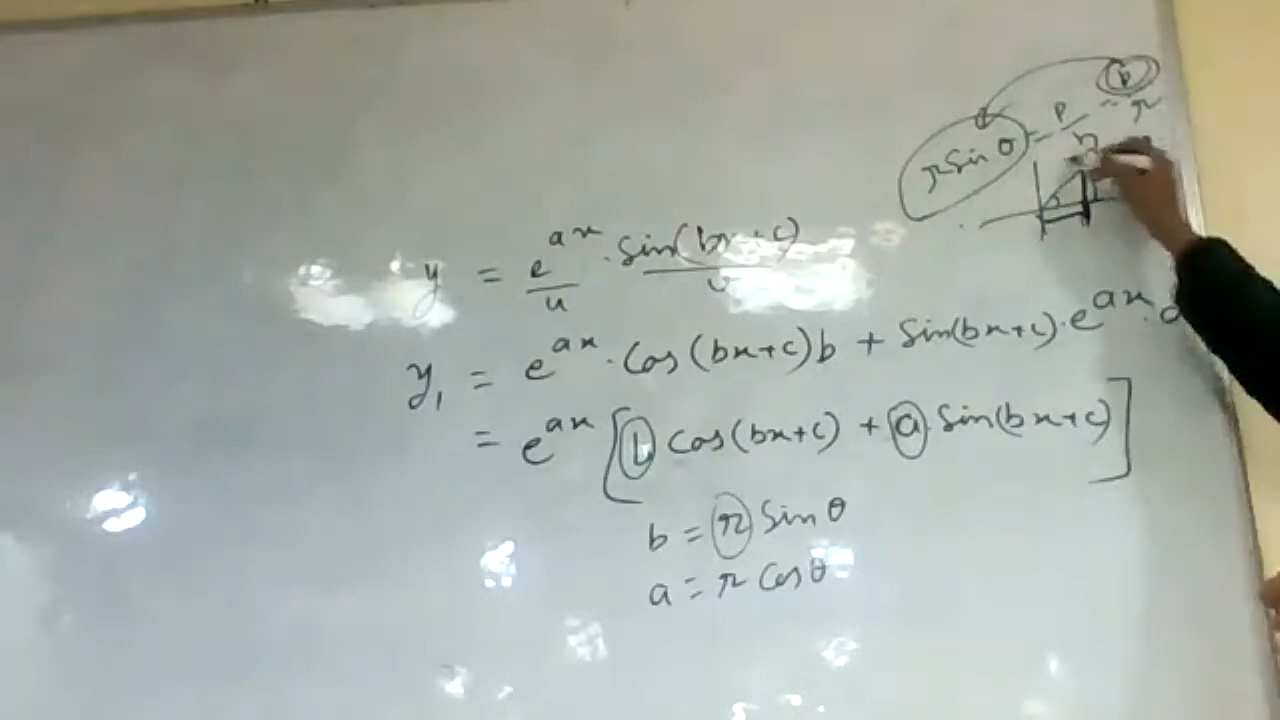 r sin θ = p/h = /r
y = e^{ax}/u · sin(bx+c)/v
y₁ = e^{ax} · cos(bx+c)b + sin(bx+c)·e^{ax}·a
= e^{ax} [b cos(bx+c) + a sin(bx+c)]
b = r sin θ
a = r cos θ